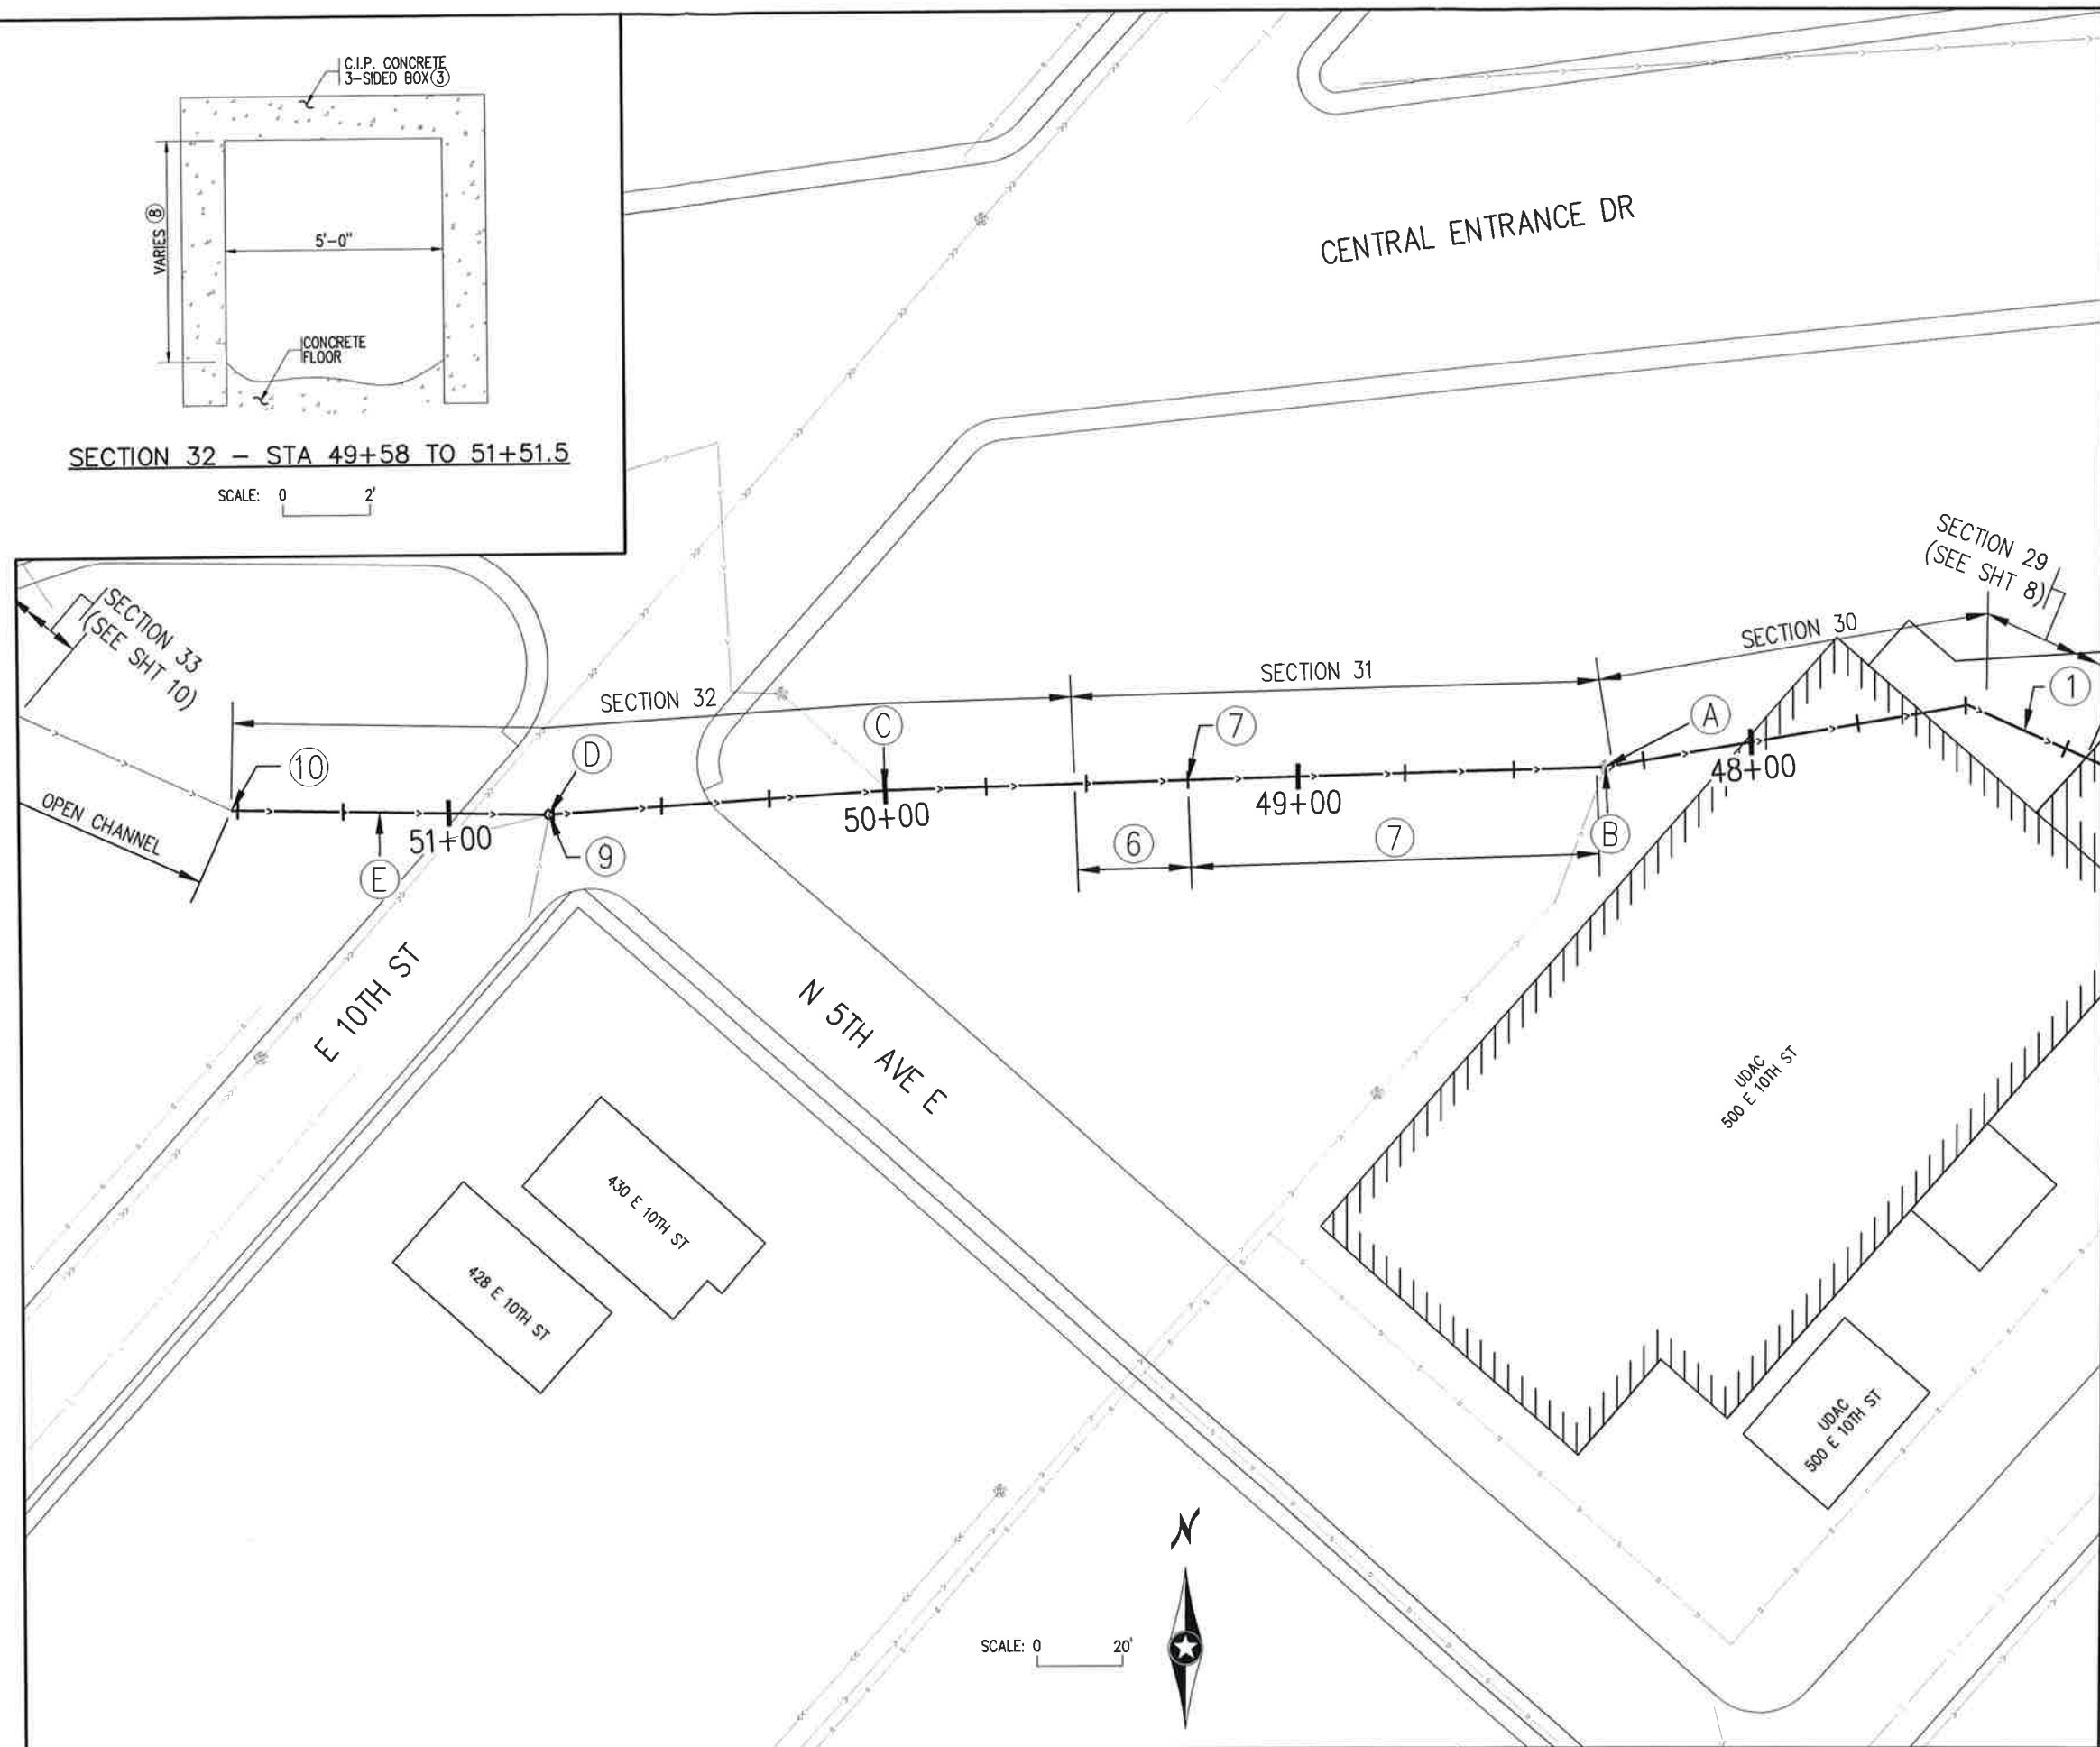 C.I.P. CONCRETE
3-SIDED BOX ③
VARIES ⑧
5'-0"
CONCRETE
FLOOR
SECTION 32 - STA 49+58 TO 51+51.5
SCALE: 0 2'
CENTRAL ENTRANCE DR
SECTION 33
(SEE SHT 10)
OPEN CHANNEL
SECTION 32
SECTION 31
SECTION 30
SECTION 29
(SEE SHT 8)
10
E
51+00
D
9
C
50+00
7
6
49+00
7
A
B
48+00
1
E 10TH ST
N 5TH AVE E
430 E 10TH ST
428 E 10TH ST
UDAC
500 E 10TH ST
UDAC
500 E 10TH ST
N
SCALE: 0 20'